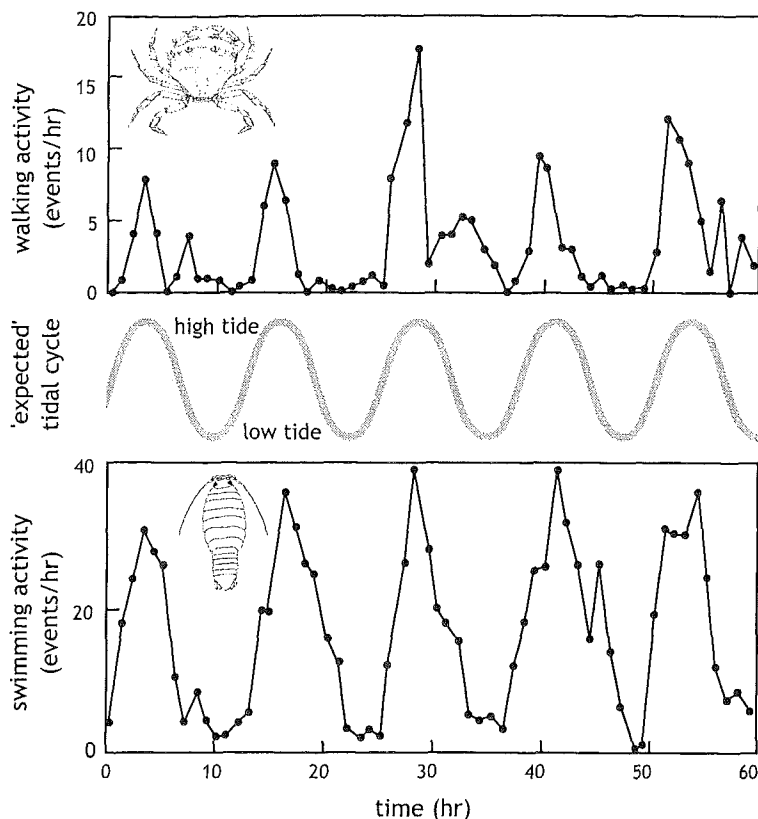 20
15
10
5
0
walking activity
(events/hr)
high tide
low tide
'expected'
tidal cycle
40
20
0
swimming activity
(events/hr)
0 10 20 30 40 50 60
time (hr)